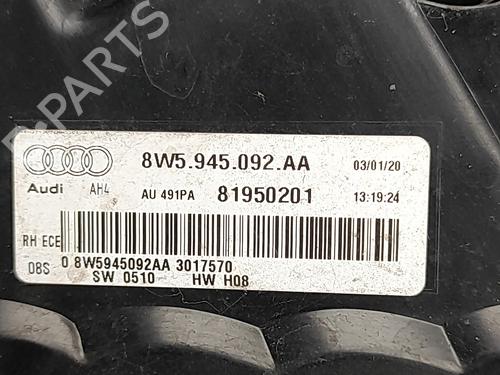 B-PARTS
8W5.945.092.AA 03/01/20
Audi AH4 AU 491PA 81950201 13:19:24
RH ECE
08S 0 8W5945092AA 3017570
SW 0510 HW H08